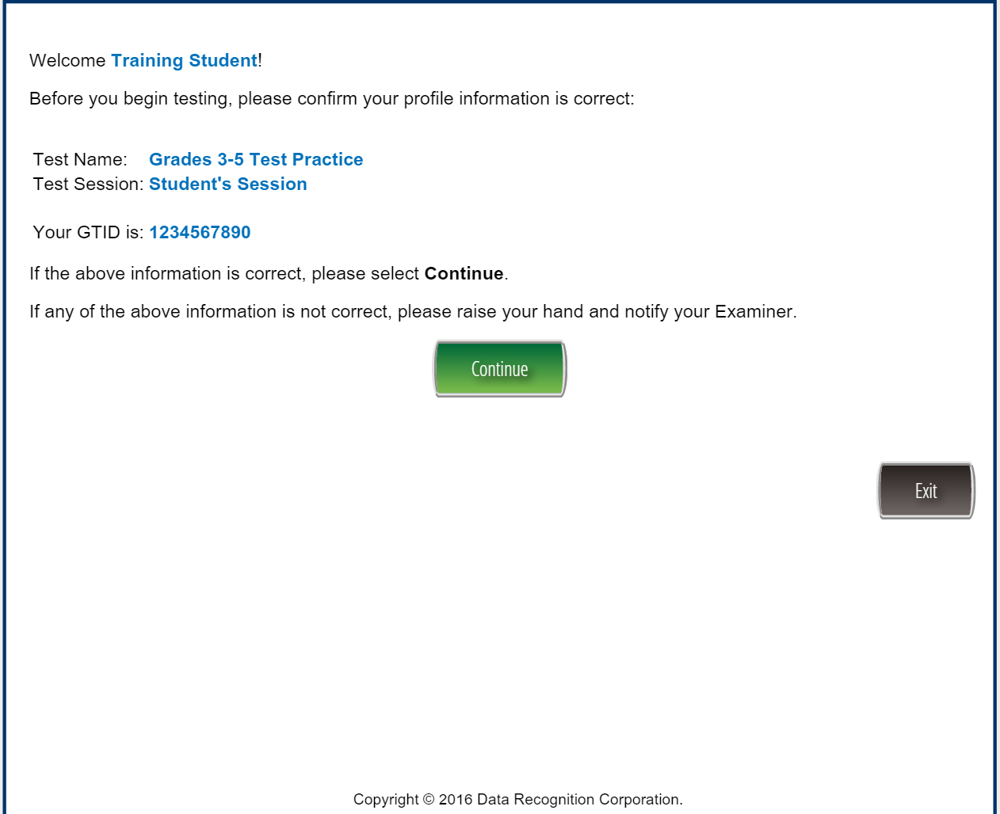 Welcome Training Student!
Before you begin testing, please confirm your profile information is correct:
Test Name: Grades 3-5 Test Practice
Test Session: Student's Session
Your GTID is: 1234567890
If the above information is correct, please select Continue.
If any of the above information is not correct, please raise your hand and notify your Examiner.
Continue
Exit
Copyright © 2016 Data Recognition Corporation.